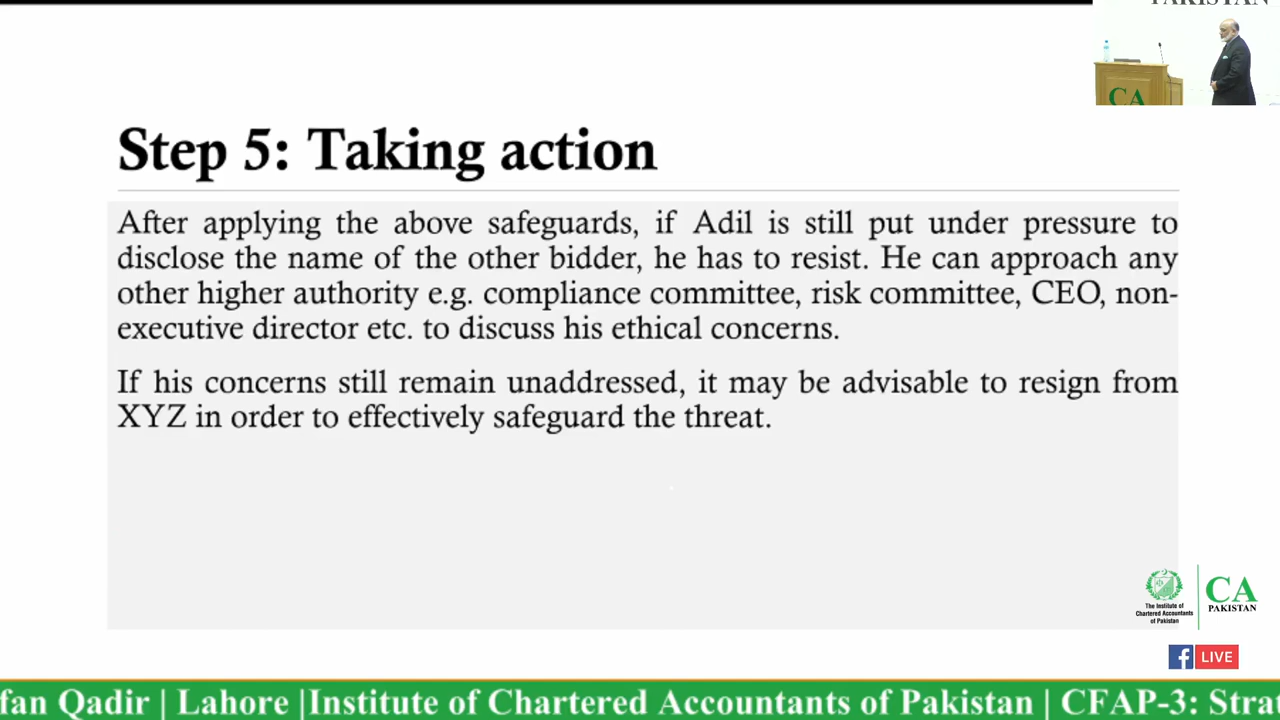 PAKISTAN
CA
Step 5: Taking action
After applying the above safeguards, if Adil is still put under pressure to
disclose the name of the other bidder, he has to resist. He can approach any
other higher authority e.g. compliance committee, risk committee, CEO, non-
executive director etc. to discuss his ethical concerns.
If his concerns still remain unaddressed, it may be advisable to resign from
XYZ in order to effectively safeguard the threat.
The Institute of
Chartered Accountants
of Pakistan
CA
PAKISTAN
f LIVE
fan Qadir | Lahore |Institute of Chartered Accountants of Pakistan | CFAP-3: Stra